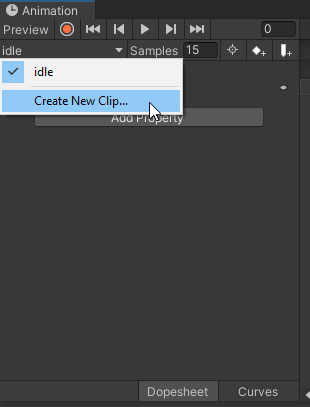 Animation
Preview 0
idle Samples 15
idle
Create New Clip...
Add Property
Dopesheet Curves